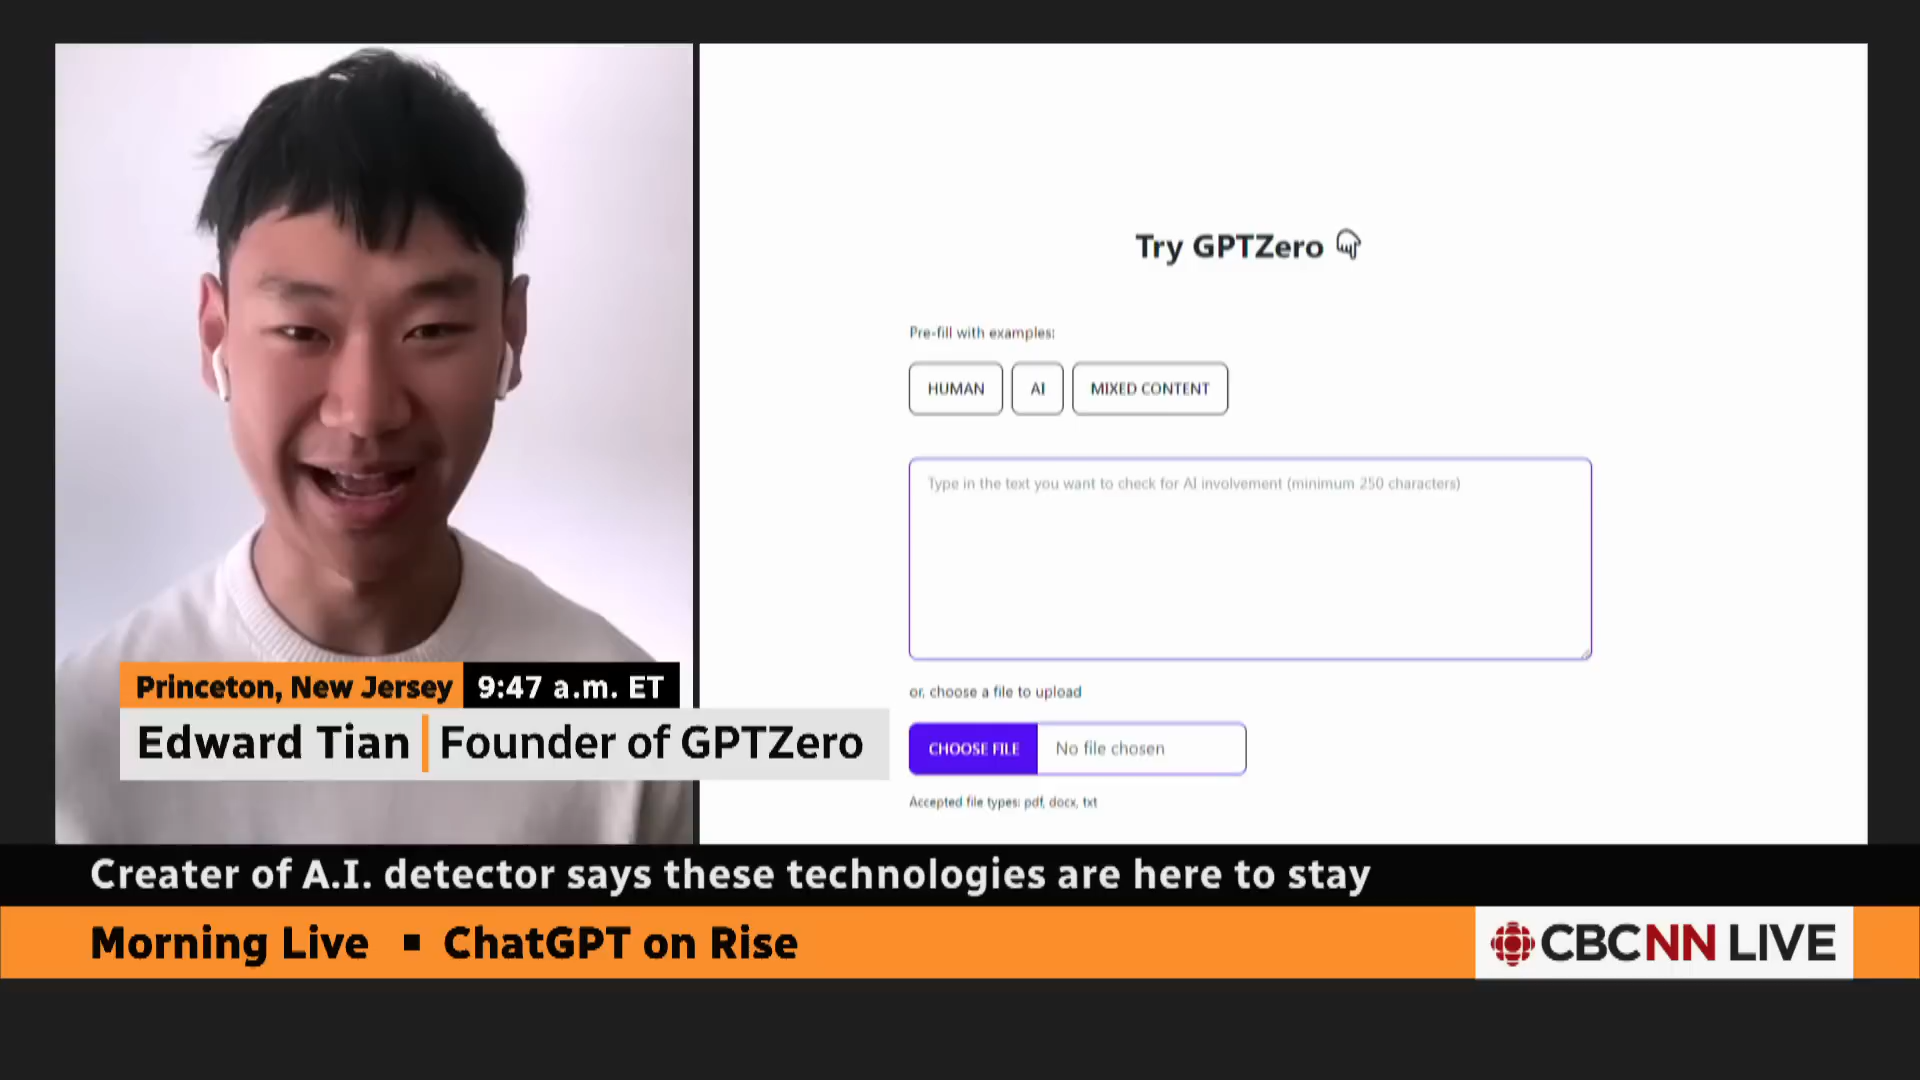 Try GPTZero
Pre-fill with examples:
HUMAN
AI
MIXED CONTENT
Type in the text you want to check for AI involvement (minimum 250 characters)
or, choose a file to upload
CHOOSE FILE
No file chosen
Accepted file types: pdf, docx, txt
Princeton, New Jersey 9:47 a.m. ET
Edward Tian | Founder of GPTZero
Creater of A.I. detector says these technologies are here to stay
Morning Live ▪ ChatGPT on Rise
CBCNN LIVE